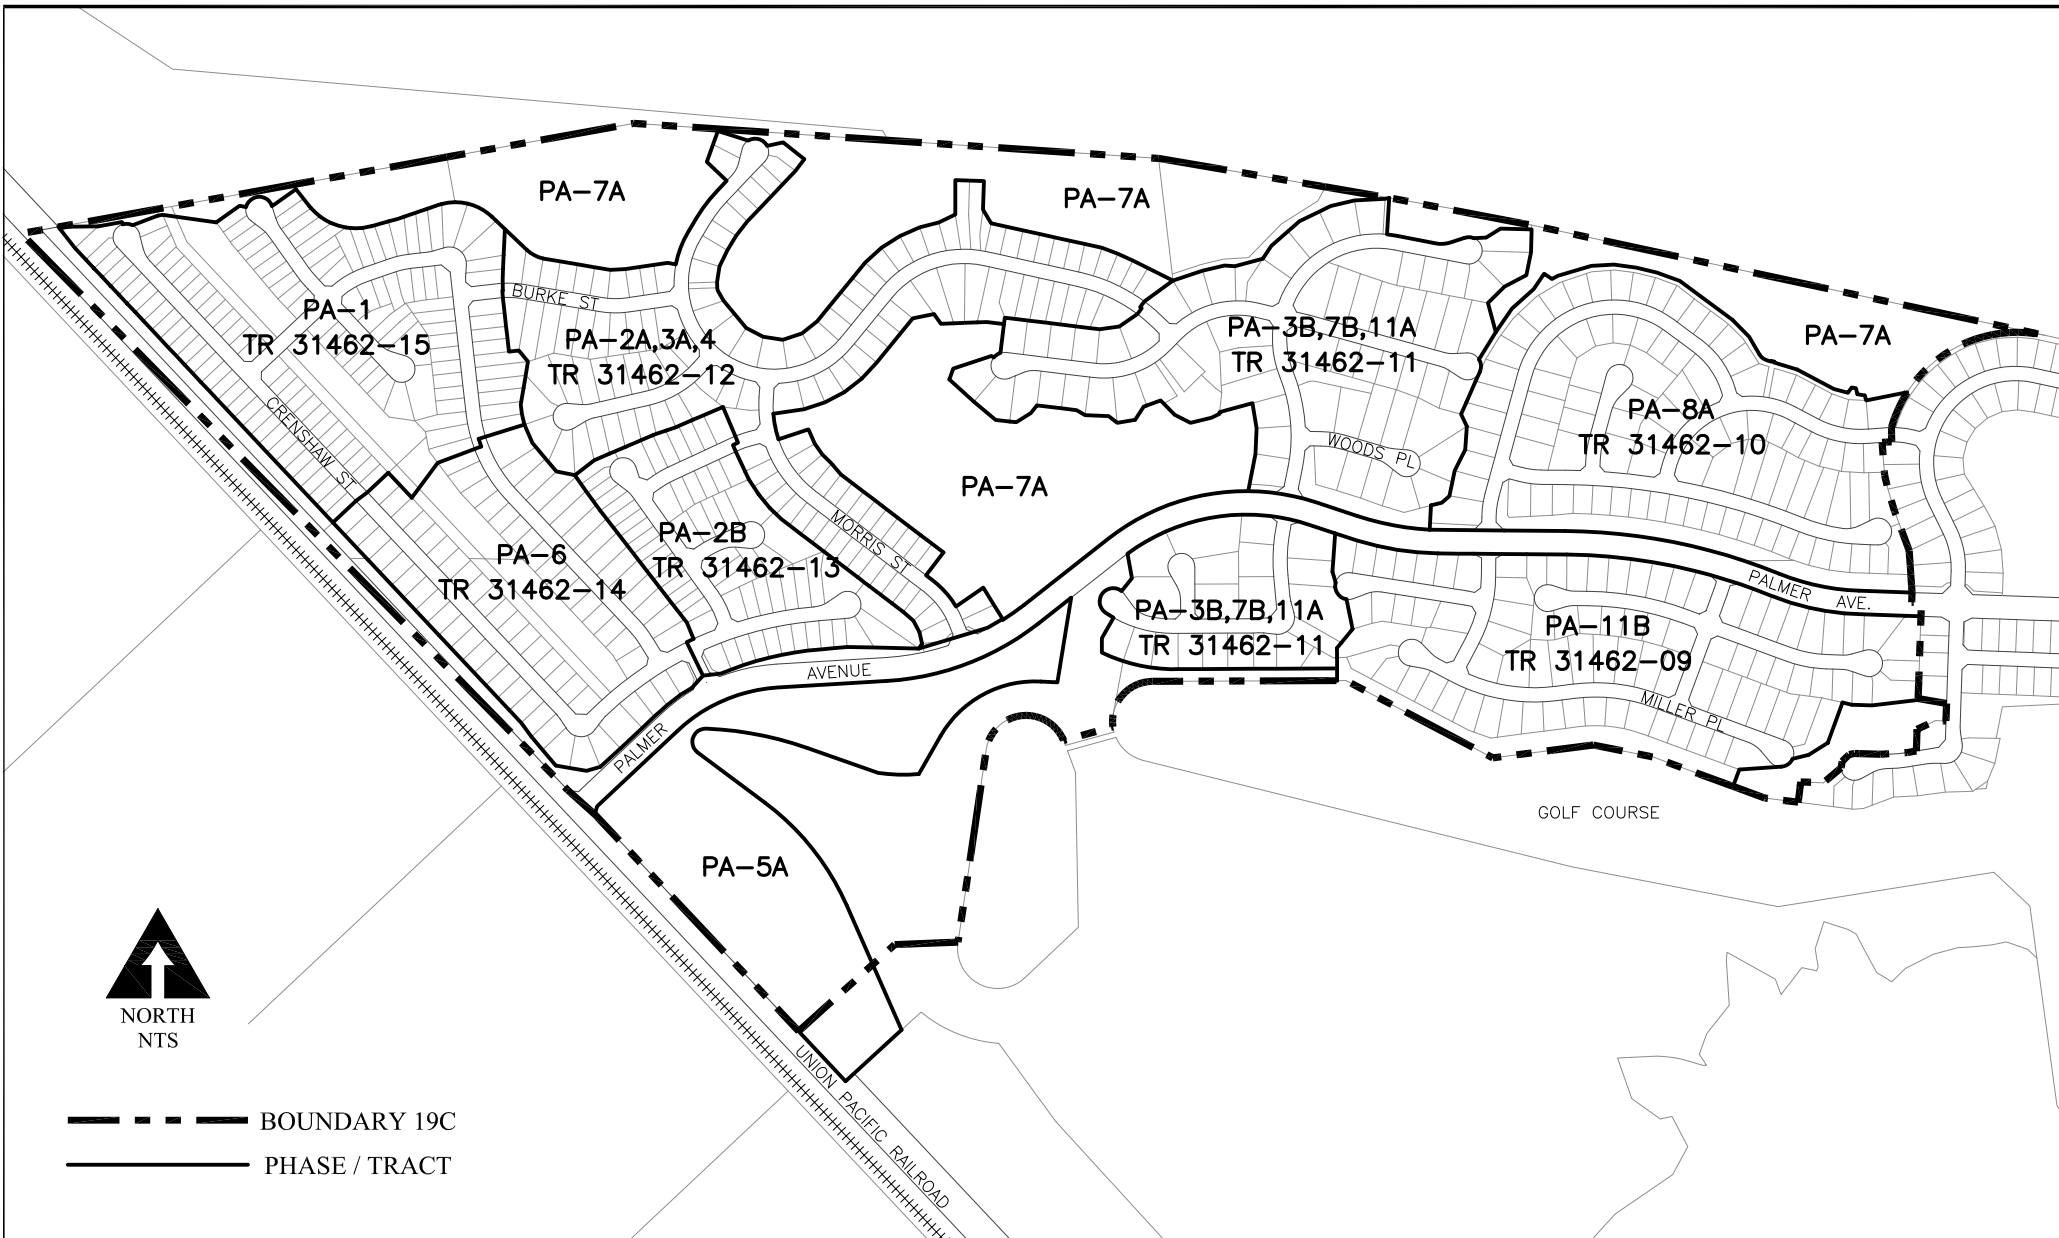 PA-7A
PA-7A
PA-1
TR 31462-15
BURKE ST
PA-2A,3A,4
TR 31462-12
PA-3B,7B,11A
TR 31462-11
PA-7A
PA-8A
TR 31462-10
CRENSHAW ST
WOODS PL
PA-7A
PA-6
TR 31462-14
PA-2B
TR 31462-13
MORRIS ST
PALMER AVE.
PA-3B,7B,11A
TR 31462-11
PA-11B
TR 31462-09
MILLER PL
PALMER AVENUE
GOLF COURSE
PA-5A
NORTH
NTS
UNION PACIFIC RAILROAD
BOUNDARY 19C
PHASE / TRACT